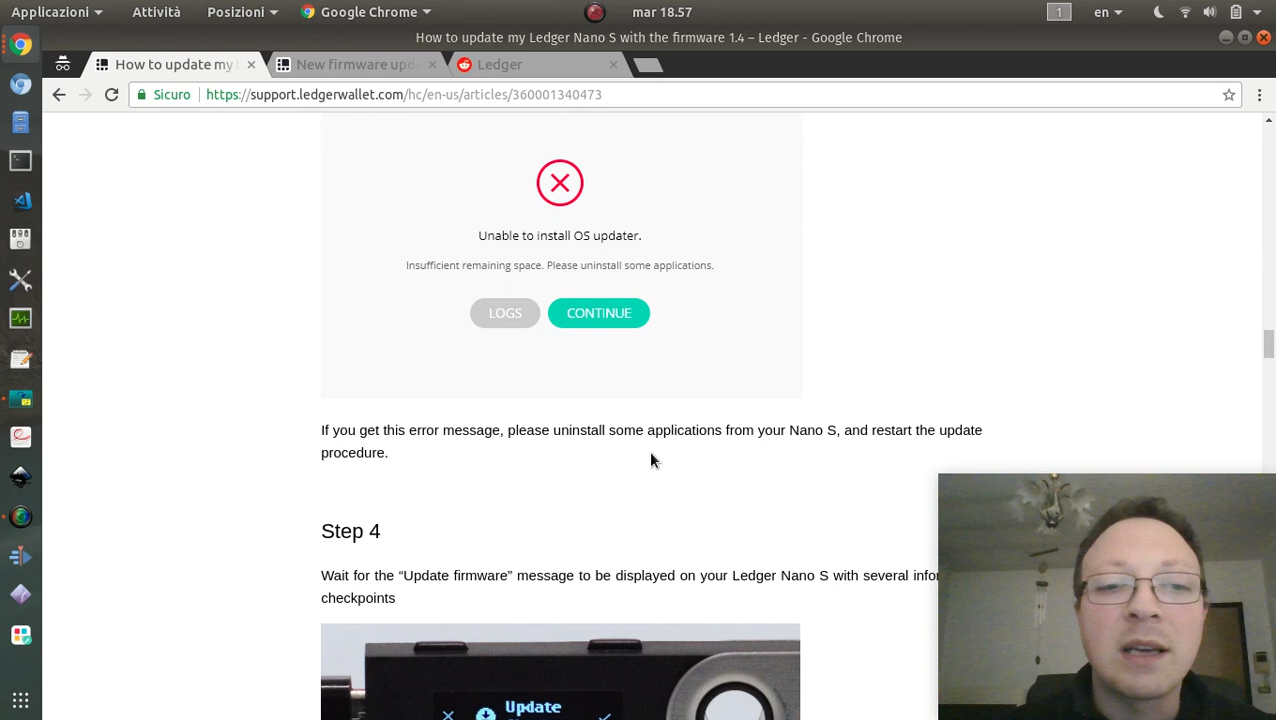 Applicazioni
Attività
Posizioni
Google Chrome
mar 18.57
1
en
How to update my Ledger Nano S with the firmware 1.4 – Ledger - Google Chrome
How to update my L
New firmware upd
Ledger
Sicuro
https://support.ledgerwallet.com/hc/en-us/articles/360001340473
Unable to install OS updater.
Insufficient remaining space. Please uninstall some applications.
LOGS
CONTINUE
If you get this error message, please uninstall some applications from your Nano S, and restart the update
procedure.
Step 4
Wait for the “Update firmware” message to be displayed on your Ledger Nano S with several infor
checkpoints
Update